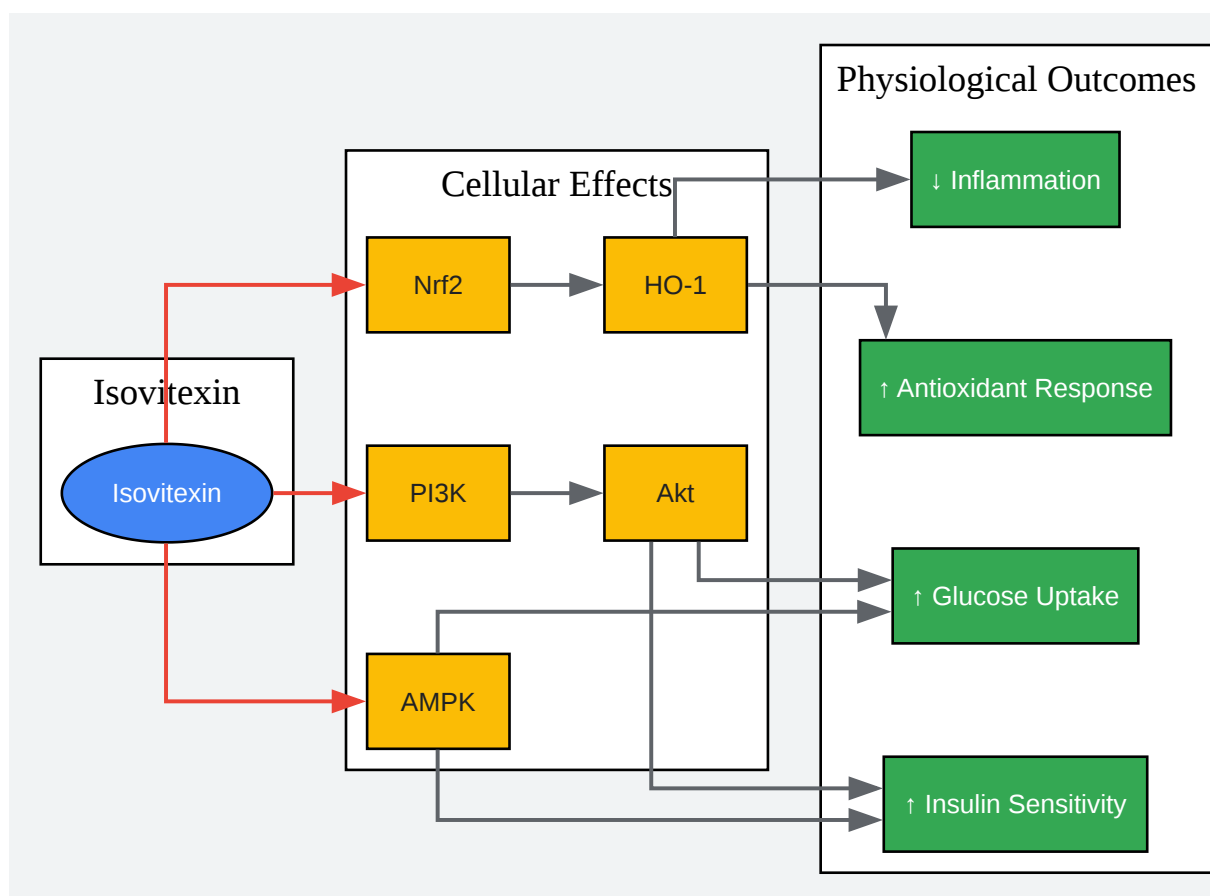 Physiological Outcomes
Cellular Effects
↓ Inflammation
Nrf2
HO-1
Isovitexin
↑ Antioxidant Response
Isovitexin
PI3K
Akt
↑ Glucose Uptake
AMPK
↑ Insulin Sensitivity